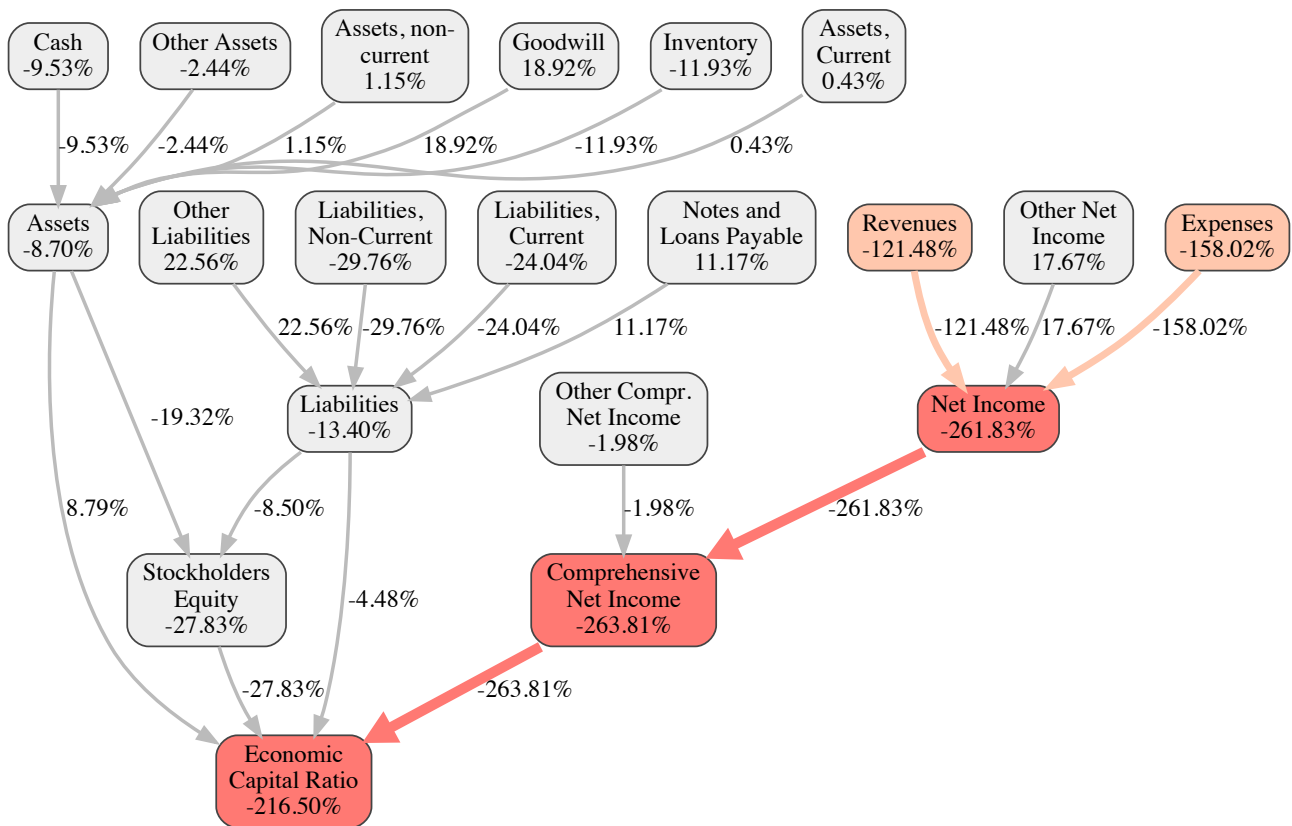 Cash
-9.53%
Other Assets
-2.44%
Assets, non-
current
1.15%
Goodwill
18.92%
Inventory
-11.93%
Assets,
Current
0.43%
-9.53%
-2.44%
1.15%
18.92%
-11.93%
0.43%
Assets
-8.70%
Other
Liabilities
22.56%
Liabilities,
Non-Current
-29.76%
Liabilities,
Current
-24.04%
Notes and
Loans Payable
11.17%
Revenues
-121.48%
Other Net
Income
17.67%
Expenses
-158.02%
22.56%
-29.76%
-24.04%
11.17%
-121.48%
17.67%
-158.02%
-19.32%
Liabilities
-13.40%
Other Compr.
Net Income
-1.98%
Net Income
-261.83%
8.79%
-8.50%
-1.98%
-261.83%
Stockholders
Equity
-27.83%
-4.48%
Comprehensive
Net Income
-263.81%
-27.83%
-263.81%
Economic
Capital Ratio
-216.50%